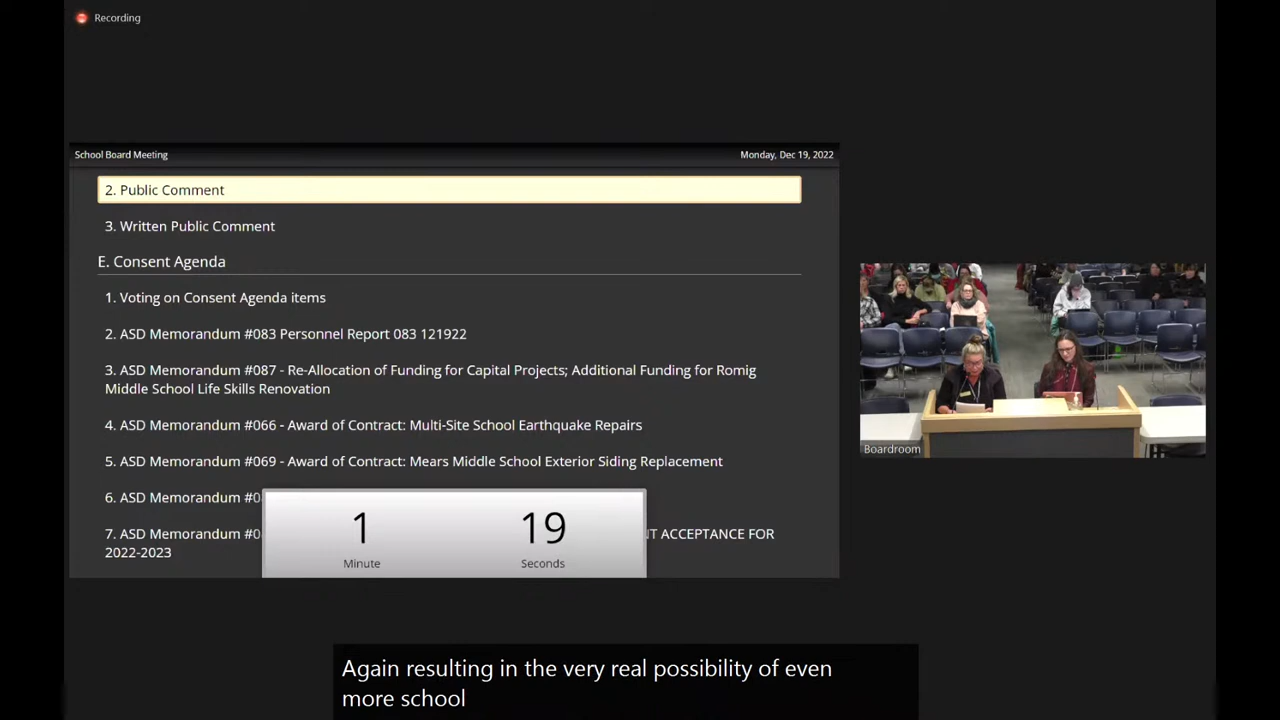 Recording
School Board Meeting
Monday, Dec 19, 2022
2. Public Comment
3. Written Public Comment
E. Consent Agenda
1. Voting on Consent Agenda items
2. ASD Memorandum #083 Personnel Report 083 121922
3. ASD Memorandum #087 - Re-Allocation of Funding for Capital Projects; Additional Funding for Romig
Middle School Life Skills Renovation
4. ASD Memorandum #066 - Award of Contract: Multi-Site School Earthquake Repairs
5. ASD Memorandum #069 - Award of Contract: Mears Middle School Exterior Siding Replacement
6. ASD Memorandum #0
7. ASD Memorandum #0
NT ACCEPTANCE FOR
2022-2023
1
19
Minute
Seconds
Boardroom
Again resulting in the very real possibility of even
more school